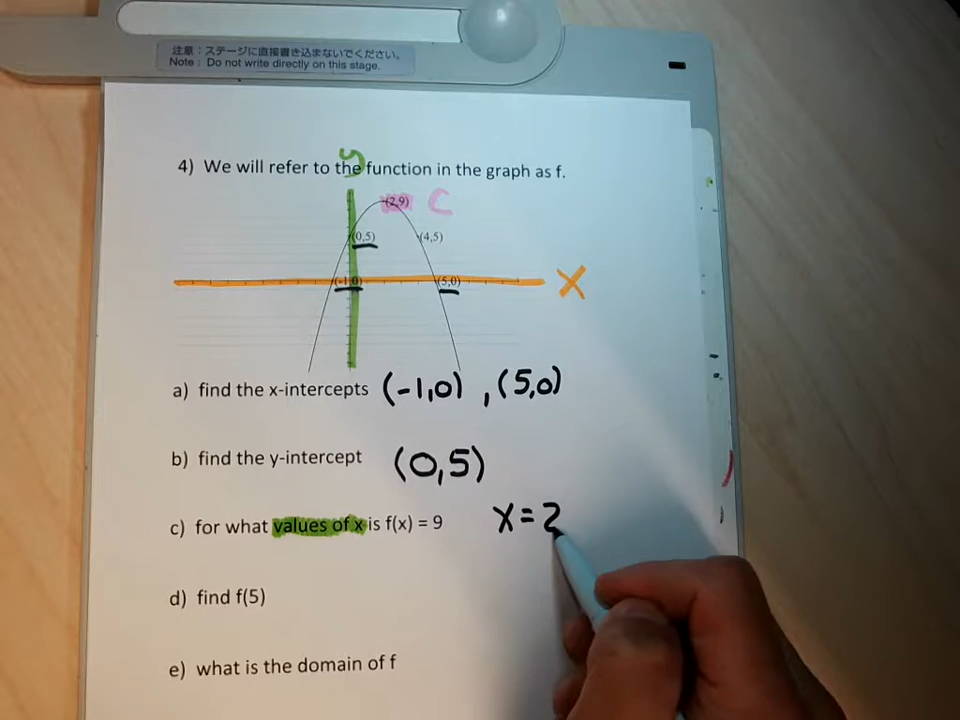 注意：ステージに直接書き込まないでください。
Note : Do not write directly on this stage.
y
4) We will refer to the function in the graph as f.
(2,9) C
(0,5) (4,5)
(-1,0) (5,0) X
a) find the x-intercepts (-1,0) , (5,0)
b) find the y-intercept (0,5)
c) for what values of x is f(x) = 9 X=2
d) find f(5)
e) what is the domain of f